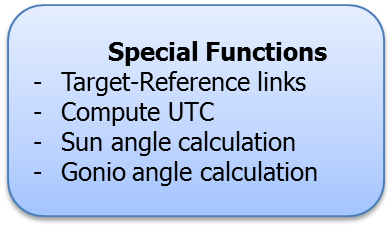 Special Functions
- Target-Reference links
- Compute UTC
- Sun angle calculation
- Gonio angle calculation